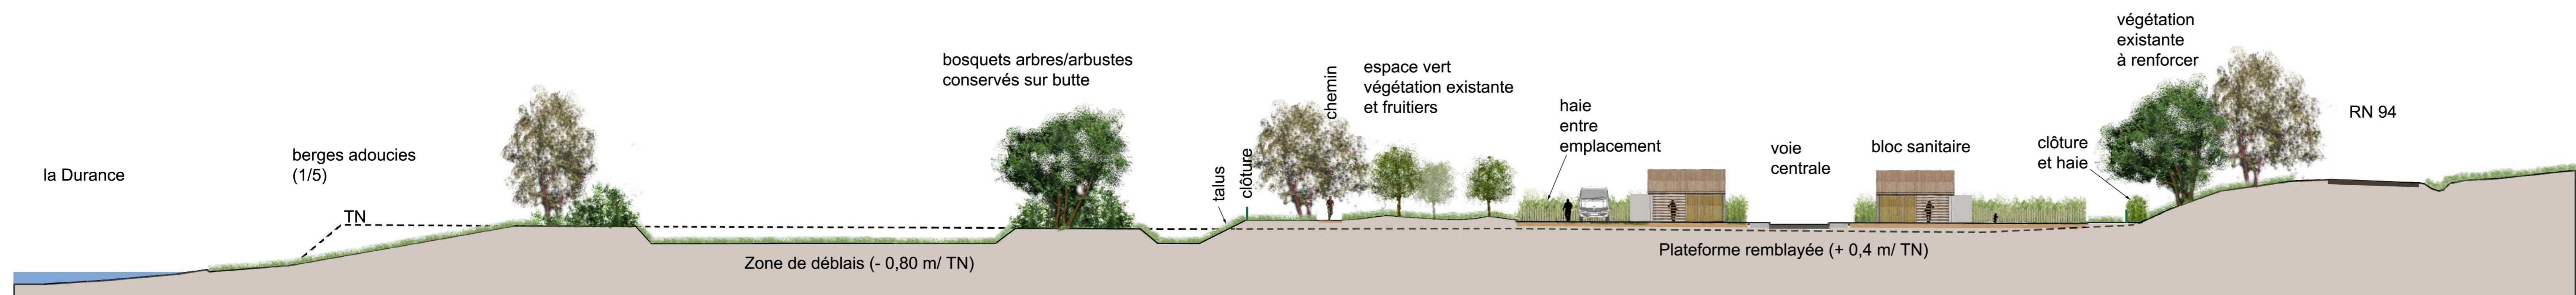 la Durance
berges adoucies
(1/5)
TN
bosquets arbres/arbustes
conservés sur butte
Zone de déblais (- 0,80 m/ TN)
talus
clôture
chemin
espace vert
végétation existante
et fruitiers
haie
entre
emplacement
voie
centrale
Plateforme remblayée (+ 0,4 m/ TN)
bloc sanitaire
clôture
et haie
végétation
existante
à renforcer
RN 94